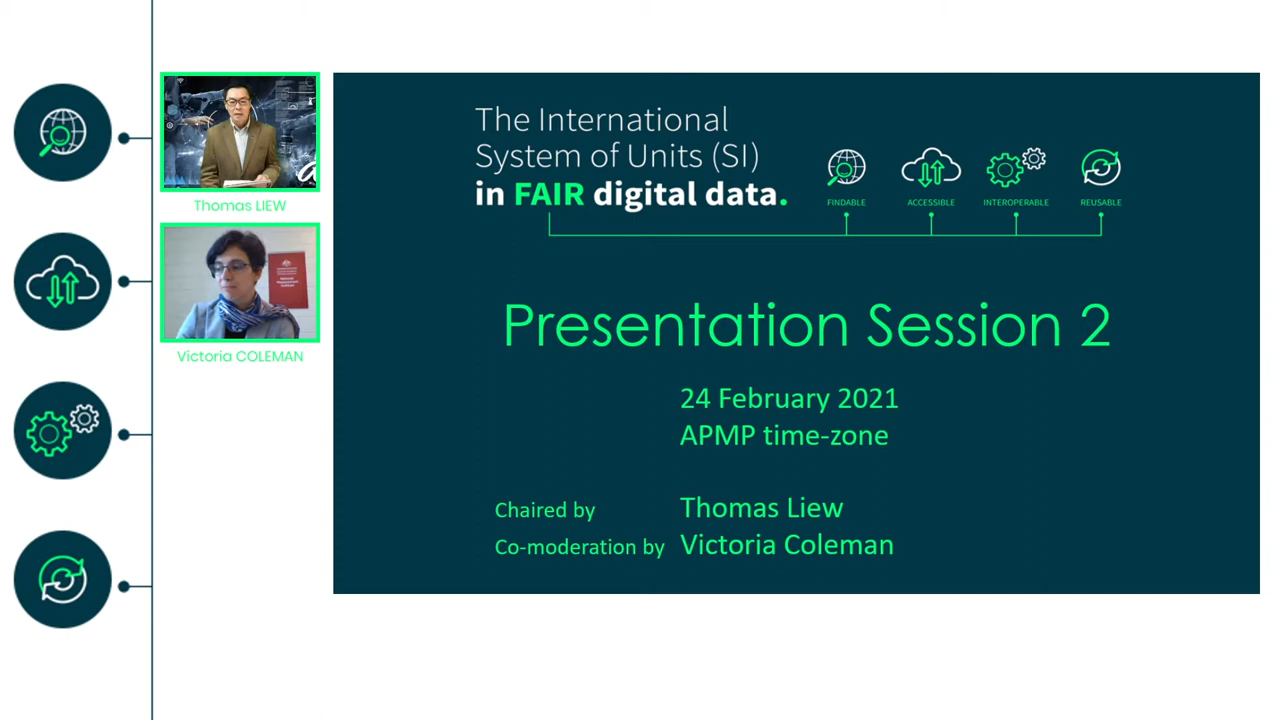 Thomas LIEW
Victoria COLEMAN
The International
System of Units (SI)
in FAIR digital data.
FINDABLE
ACCESSIBLE
INTEROPERABLE
REUSABLE
Presentation Session 2
24 February 2021
APMP time-zone
Chaired by Thomas Liew
Co-moderation by Victoria Coleman